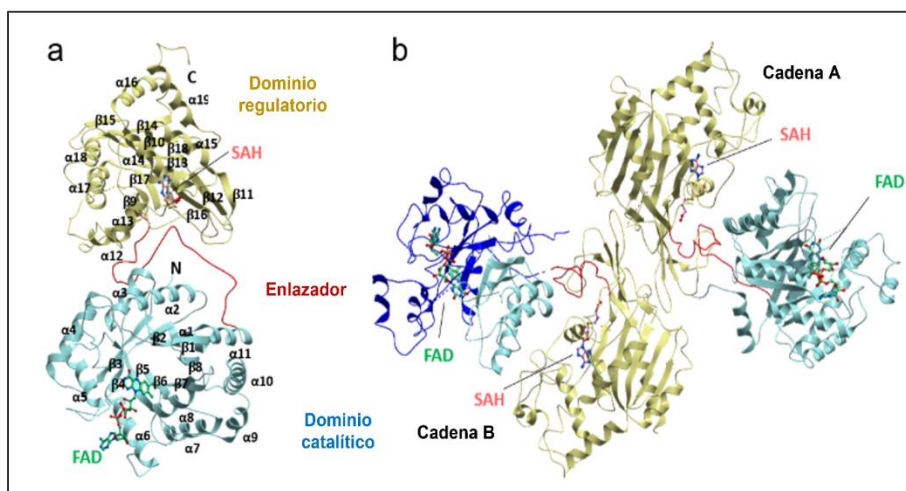 a
C
α16
Dominio
regulatorio
α19
β15
β14
β10
β18
α15
SAH
α18
α14
β13
β17
α17
β12
β11
β9
β16
α13
α12
N
Enlazador
α3
α2
α4
α1
β2
β1
α11
β3
β5
β8
α10
β4
β6
β7
α5
α8
α6
α9
α7
Dominio
catalítico
FAD
b
Cadena A
SAH
FAD
FAD
SAH
Cadena B